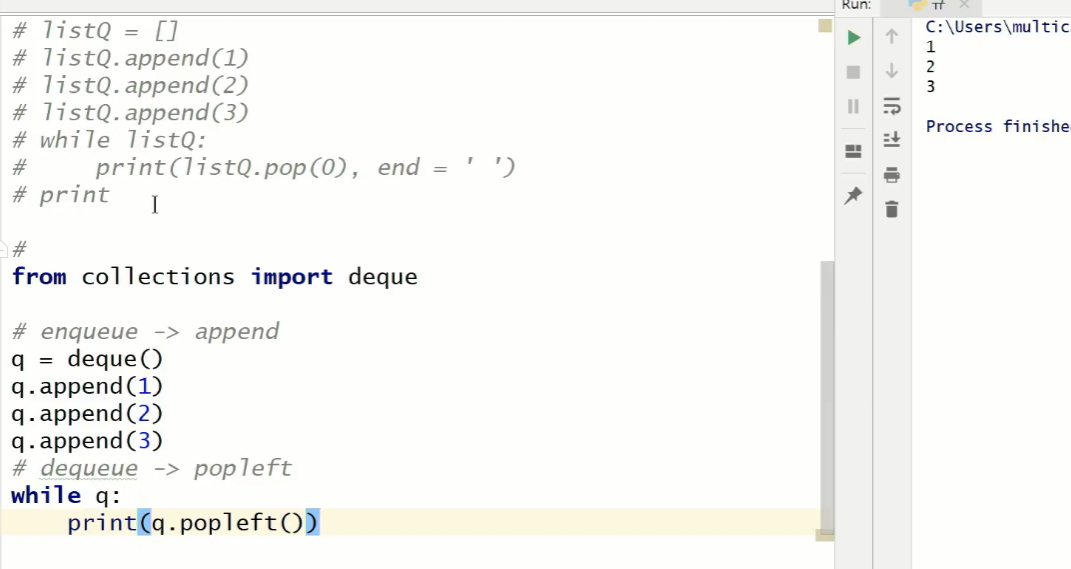 # listQ = []
# listQ.append(1)
# listQ.append(2)
# listQ.append(3)
# while listQ:
#     print(listQ.pop(0), end = ' ')
# print
#
from collections import deque
# enqueue -> append
q = deque()
q.append(1)
q.append(2)
q.append(3)
# dequeue -> popleft
while q:
    print(q.popleft())
Run:
C:\Users\multic
1
2
3
Process finishe